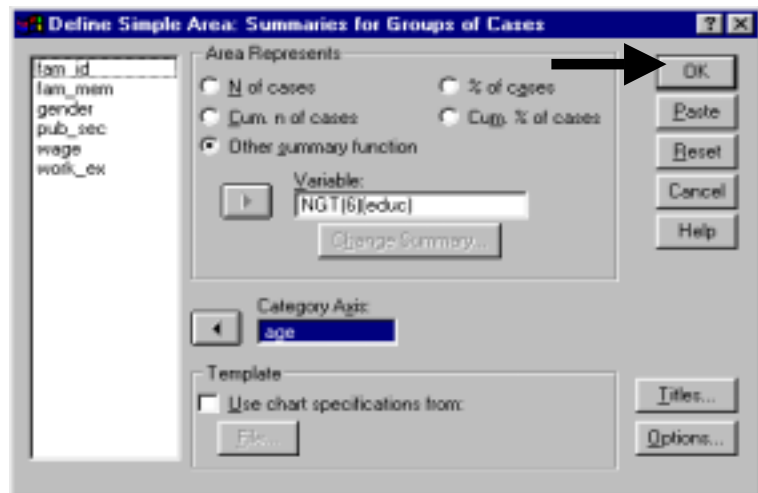 Define Simple Area: Summaries for Groups of Cases
fam_id
fam_mem
gender
pub_sec
wage
work_ex
Area Represents
N of cases
% of cases
Cum. n of cases
Cum. % of cases
Other summary function
Variable:
NGT(6)(educ)
Change Summary...
Category Axis:
age
Template
Use chart specifications from:
File...
OK
Paste
Reset
Cancel
Help
Titles...
Options...